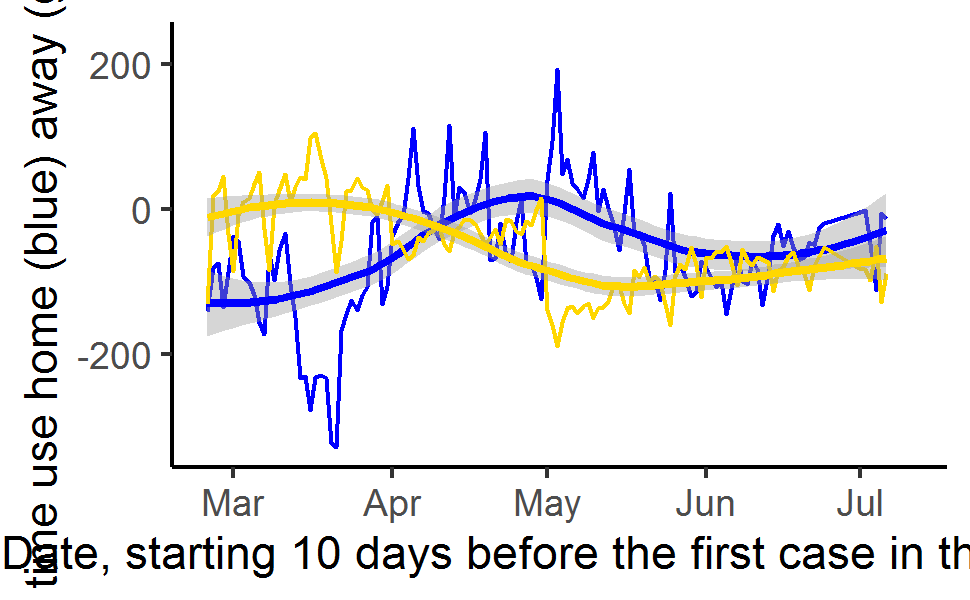 time use home (blue) away (
200
0
-200
Mar Apr May Jun Jul
Date, starting 10 days before the first case in th